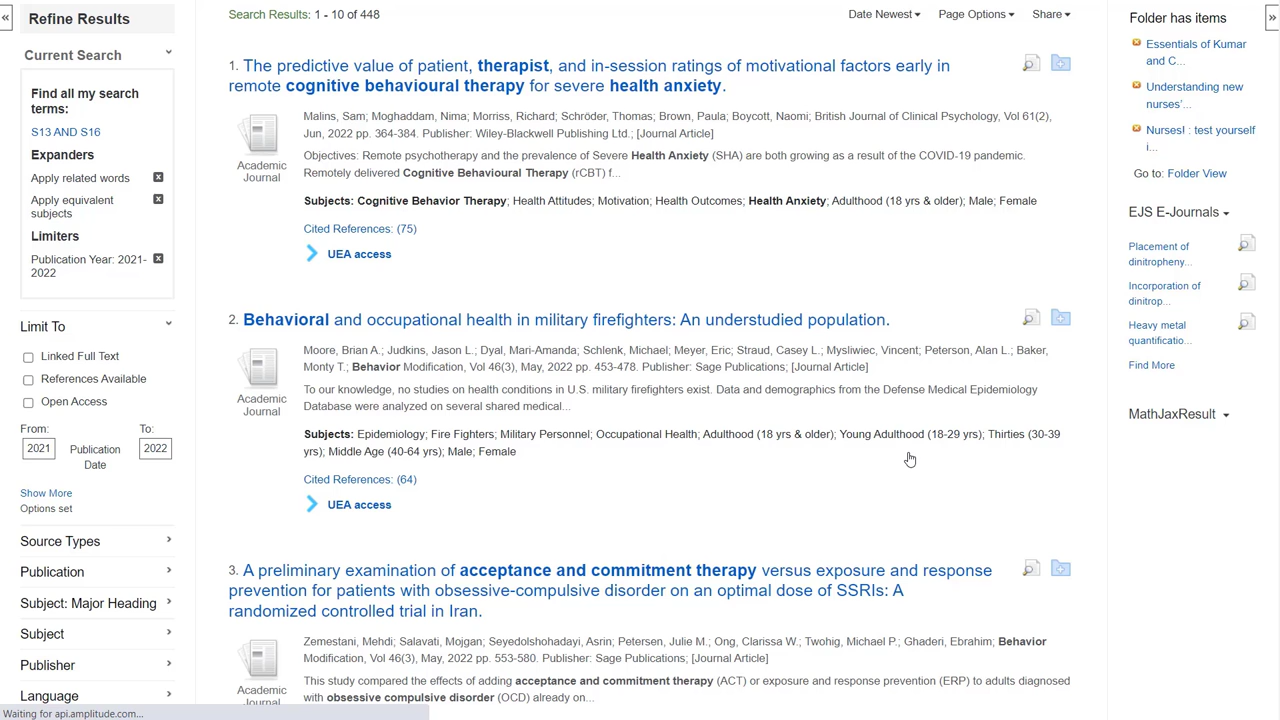 «
Refine Results
Current Search
Find all my search
terms:
S13 AND S16
Expanders
Apply related words
Apply equivalent
subjects
Limiters
Publication Year: 2021-
2022
Limit To
Linked Full Text
References Available
Open Access
From:
To:
2021
Publication
Date
2022
Show More
Options set
Source Types
Publication
Subject: Major Heading
Subject
Publisher
Language
Waiting for api.amplitude.com...
Search Results: 1 - 10 of 448
Date Newest
Page Options
Share
1. The predictive value of patient, therapist, and in-session ratings of motivational factors early in
remote cognitive behavioural therapy for severe health anxiety.
Academic
Journal
Malins, Sam; Moghaddam, Nima; Morriss, Richard; Schröder, Thomas; Brown, Paula; Boycott, Naomi; British Journal of Clinical Psychology, Vol 61(2),
Jun, 2022 pp. 364-384. Publisher: Wiley-Blackwell Publishing Ltd.; [Journal Article]
Objectives: Remote psychotherapy and the prevalence of Severe Health Anxiety (SHA) are both growing as a result of the COVID-19 pandemic.
Remotely delivered Cognitive Behavioural Therapy (rCBT) f...
Subjects: Cognitive Behavior Therapy; Health Attitudes; Motivation; Health Outcomes; Health Anxiety; Adulthood (18 yrs & older); Male; Female
Cited References: (75)
UEA access
2. Behavioral and occupational health in military firefighters: An understudied population.
Academic
Journal
Moore, Brian A.; Judkins, Jason L.; Dyal, Mari-Amanda; Schlenk, Michael; Meyer, Eric; Straud, Casey L.; Mysliwiec, Vincent; Peterson, Alan L.; Baker,
Monty T.; Behavior Modification, Vol 46(3), May, 2022 pp. 453-478. Publisher: Sage Publications; [Journal Article]
To our knowledge, no studies on health conditions in U.S. military firefighters exist. Data and demographics from the Defense Medical Epidemiology
Database were analyzed on several shared medical...
Subjects: Epidemiology; Fire Fighters; Military Personnel; Occupational Health; Adulthood (18 yrs & older); Young Adulthood (18-29 yrs); Thirties (30-39
yrs); Middle Age (40-64 yrs); Male; Female
Cited References: (64)
UEA access
3. A preliminary examination of acceptance and commitment therapy versus exposure and response
prevention for patients with obsessive-compulsive disorder on an optimal dose of SSRIs: A
randomized controlled trial in Iran.
Academic
Journal
Zemestani, Mehdi; Salavati, Mojgan; Seyedolshohadayi, Asrin; Petersen, Julie M.; Ong, Clarissa W.; Twohig, Michael P.; Ghaderi, Ebrahim; Behavior
Modification, Vol 46(3), May, 2022 pp. 553-580. Publisher: Sage Publications; [Journal Article]
This study compared the effects of adding acceptance and commitment therapy (ACT) or exposure and response prevention (ERP) to adults diagnosed
with obsessive compulsive disorder (OCD) already on...
»
Folder has items
Essentials of Kumar
and C...
Understanding new
nurses'...
Nurses! : test yourself
i...
Go to: Folder View
EJS E-Journals
Placement of
dinitropheny...
Incorporation of
dinitrop...
Heavy metal
quantificatio...
Find More
MathJaxResult